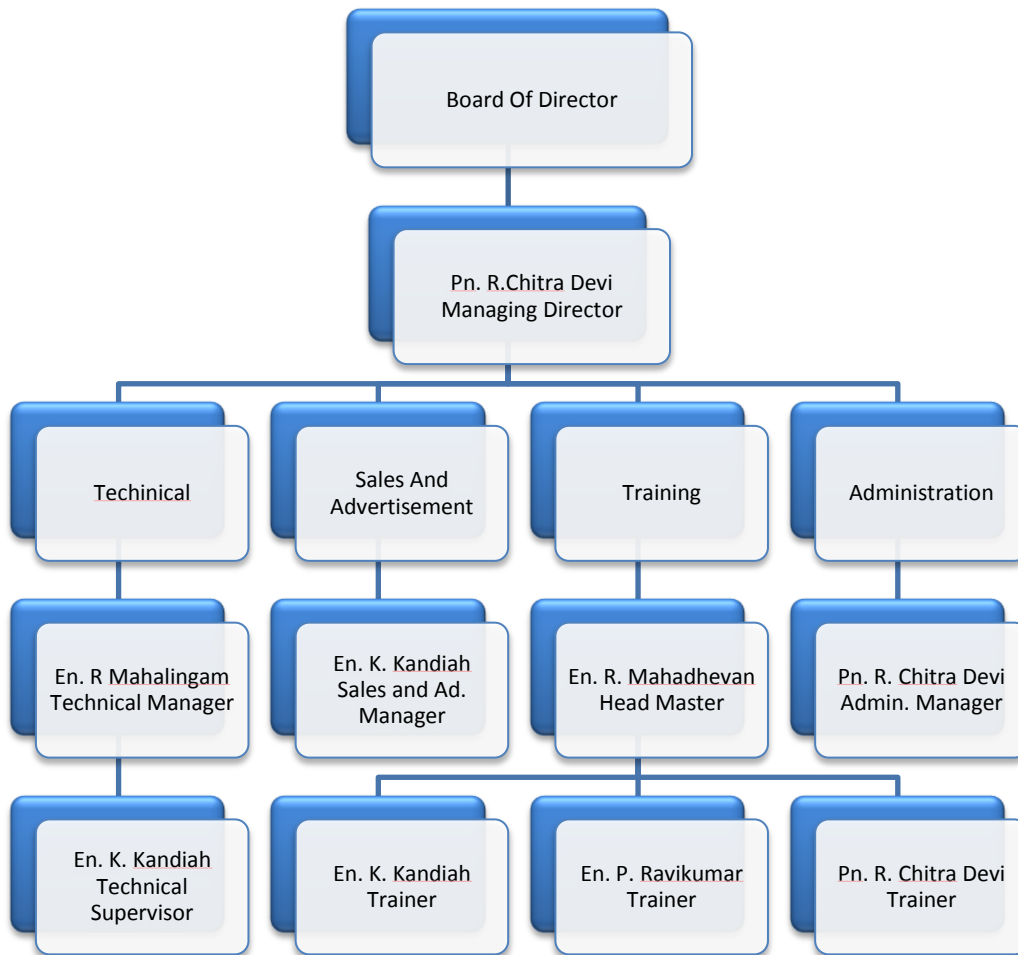 Board Of Director
Pn. R.Chitra Devi
Managing Director
Techinical
Sales And
Advertisement
Training
Administration
En. R Mahalingam
Technical Manager
En. K. Kandiah
Sales and Ad.
Manager
En. R. Mahadhevan
Head Master
Pn. R. Chitra Devi
Admin. Manager
En. K. Kandiah
Technical
Supervisor
En. K. Kandiah
Trainer
En. P. Ravikumar
Trainer
Pn. R. Chitra Devi
Trainer